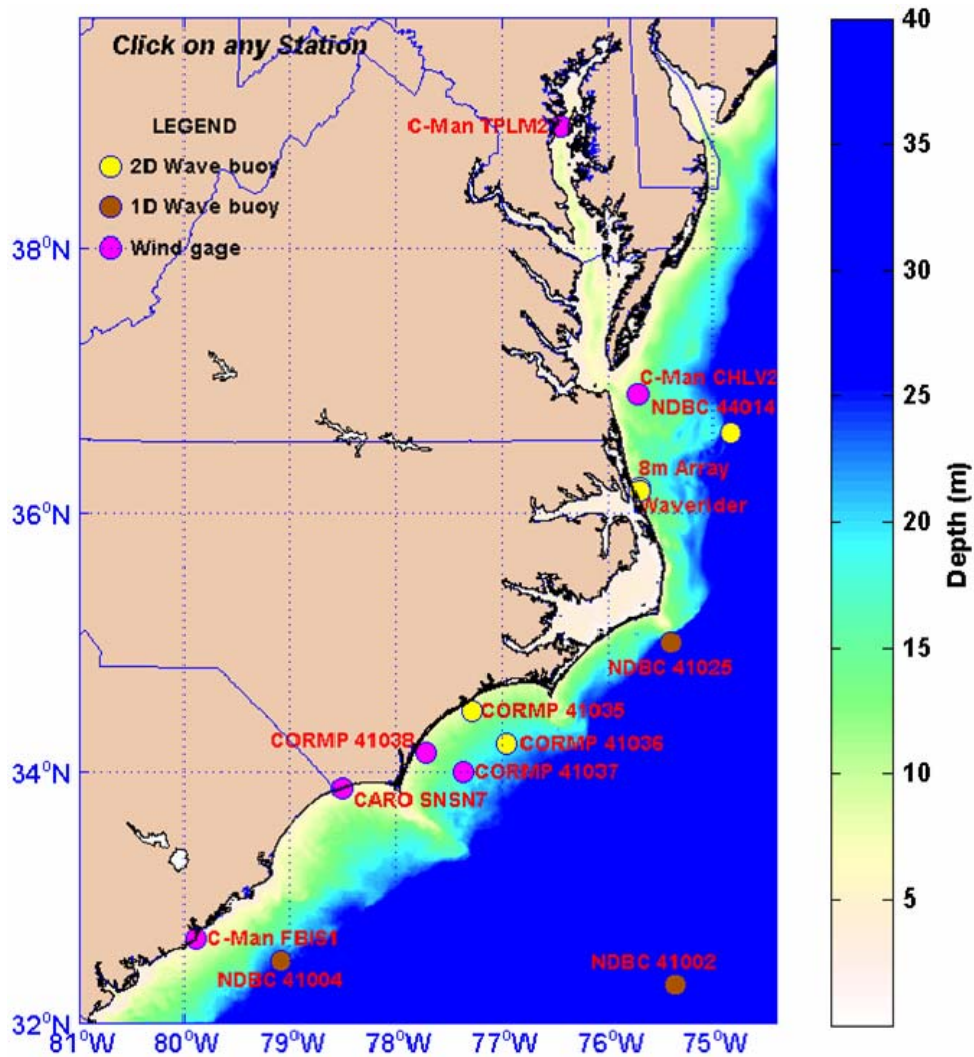 Click on any Station
LEGEND
2D Wave buoy
1D Wave buoy
Wind gage
C-Man TPLM2
C-Man CHLV2
NDBC 44014
8m Array
Waverider
NDBC 41025
CORMP 41035
CORMP 41038
CORMP 41036
CORMP 41037
CARO SNSN7
C-Man FBIS1
NDBC 41004
NDBC 41002
38°N
36°N
34°N
32°N
81°W 80°W 79°W 78°W 77°W 76°W 75°W
40
35
30
25
20
15
10
5
Depth (m)